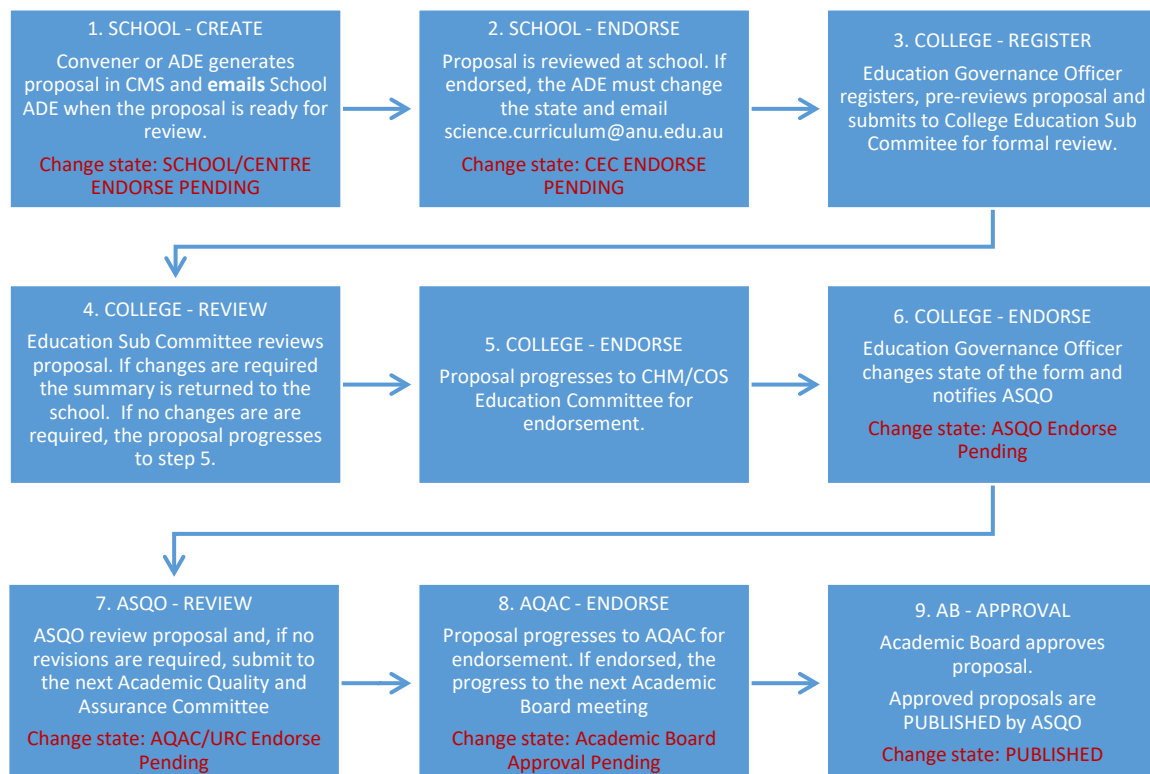 1. SCHOOL - CREATE
Convener or ADE generates
proposal in CMS and emails School
ADE when the proposal is ready for
review.
Change state: SCHOOL/CENTRE
ENDORSE PENDING
2. SCHOOL - ENDORSE
Proposal is reviewed at school. If
endorsed, the ADE must change
the state and email
science.curriculum@anu.edu.au
Change state: CEC ENDORSE
PENDING
3. COLLEGE - REGISTER
Education Governance Officer
registers, pre-reviews proposal and
submits to College Education Sub
Commitee for formal review.
4. COLLEGE - REVIEW
Education Sub Committee reviews
proposal. If changes are required
the summary is returned to the
school.  If no changes are are
required, the proposal progresses
to step 5.
5. COLLEGE - ENDORSE
Proposal progresses to CHM/COS
Education Committee for
endorsement.
6. COLLEGE - ENDORSE
Education Governance Officer
changes state of the form and
notifies ASQO
Change state: ASQO Endorse
Pending
7. ASQO - REVIEW
ASQO review proposal and, if no
revisions are required, submit to
the next Academic Quality and
Assurance Committee
Change state: AQAC/URC Endorse
Pending
8. AQAC - ENDORSE
Proposal progresses to AQAC for
endorsement. If endorsed, the
progress to the next Academic
Board meeting
Change state: Academic Board
Approval Pending
9. AB - APPROVAL
Academic Board approves
proposal.
Approved proposals are
PUBLISHED by ASQO
Change state: PUBLISHED